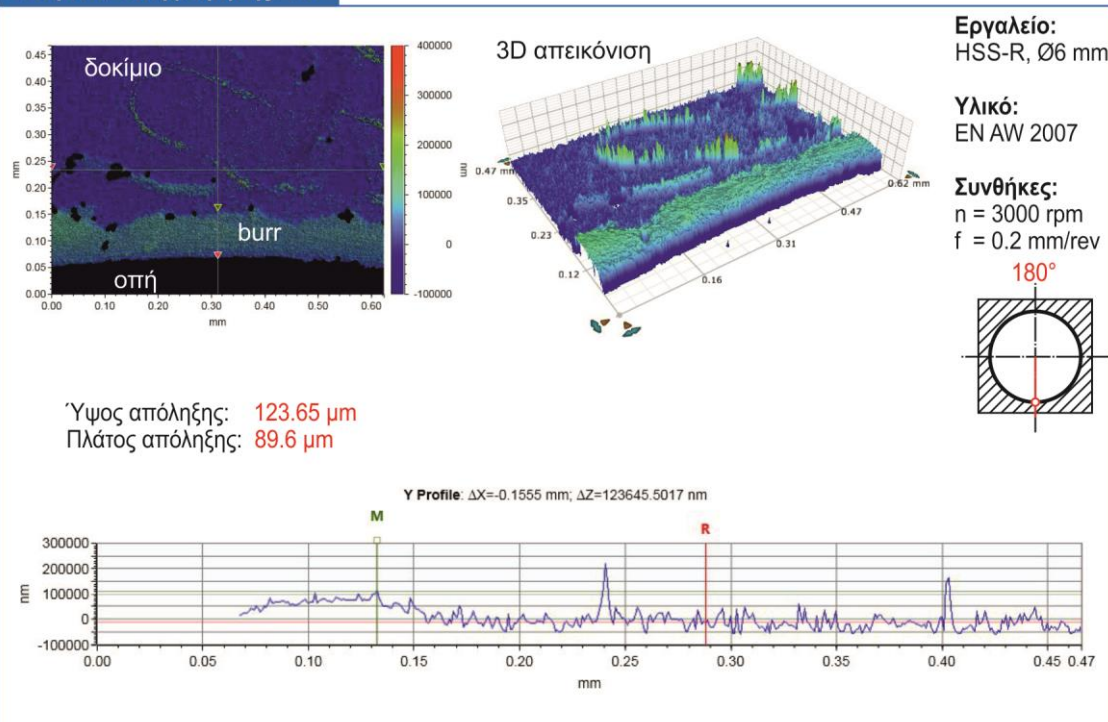 0.45
0.40
0.35
0.30
0.25
0.20
0.15
0.10
0.05
0.00
mm
δοκίμιο
burr
οπή
0.00 0.10 0.20 0.30 0.40 0.50 0.60
mm
400000
300000
200000
100000
0
-100000
nm
3D απεικόνιση
0.47 mm
0.35
0.23
0.12
0.16
0.31
0.47
0.62 mm
Εργαλείο:
HSS-R, Ø6 mm
Υλικό:
EN AW 2007
Συνθήκες:
n = 3000 rpm
f = 0.2 mm/rev
180°
Ύψος απόληξης: 123.65 μm
Πλάτος απόληξης: 89.6 μm
Y Profile: ΔX=-0.1555 mm; ΔZ=123645.5017 nm
M
R
300000
200000
100000
0
-100000
nm
0.00 0.05 0.10 0.15 0.20 0.25 0.30 0.35 0.40 0.45 0.47
mm